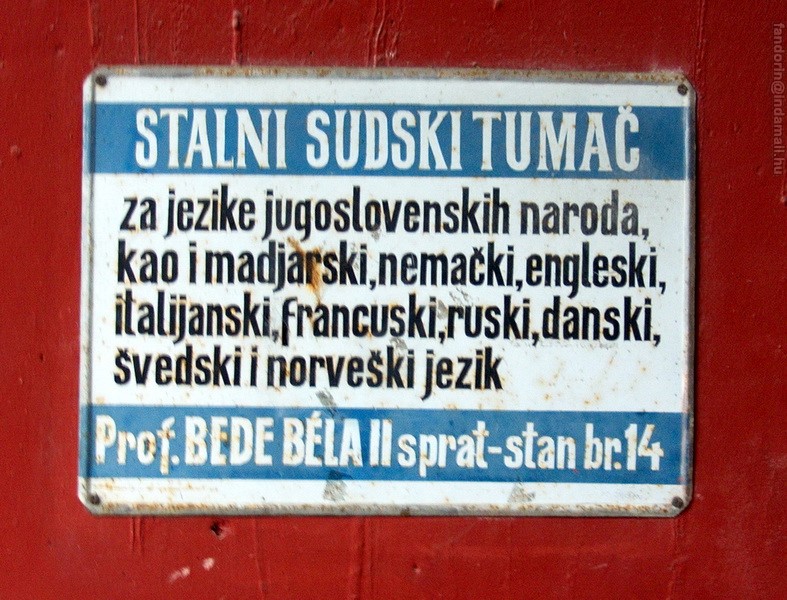 STALNI SUDSKI TUMAČ
za jezike jugoslovenskih naroda,
kao i madjarski, nemački, engleski,
italijanski, francuski, ruski, danski,
švedski i norveški jezik
Prof. BEDE BÉLA II sprat-stan br. 14
fandorin@indamail.hu